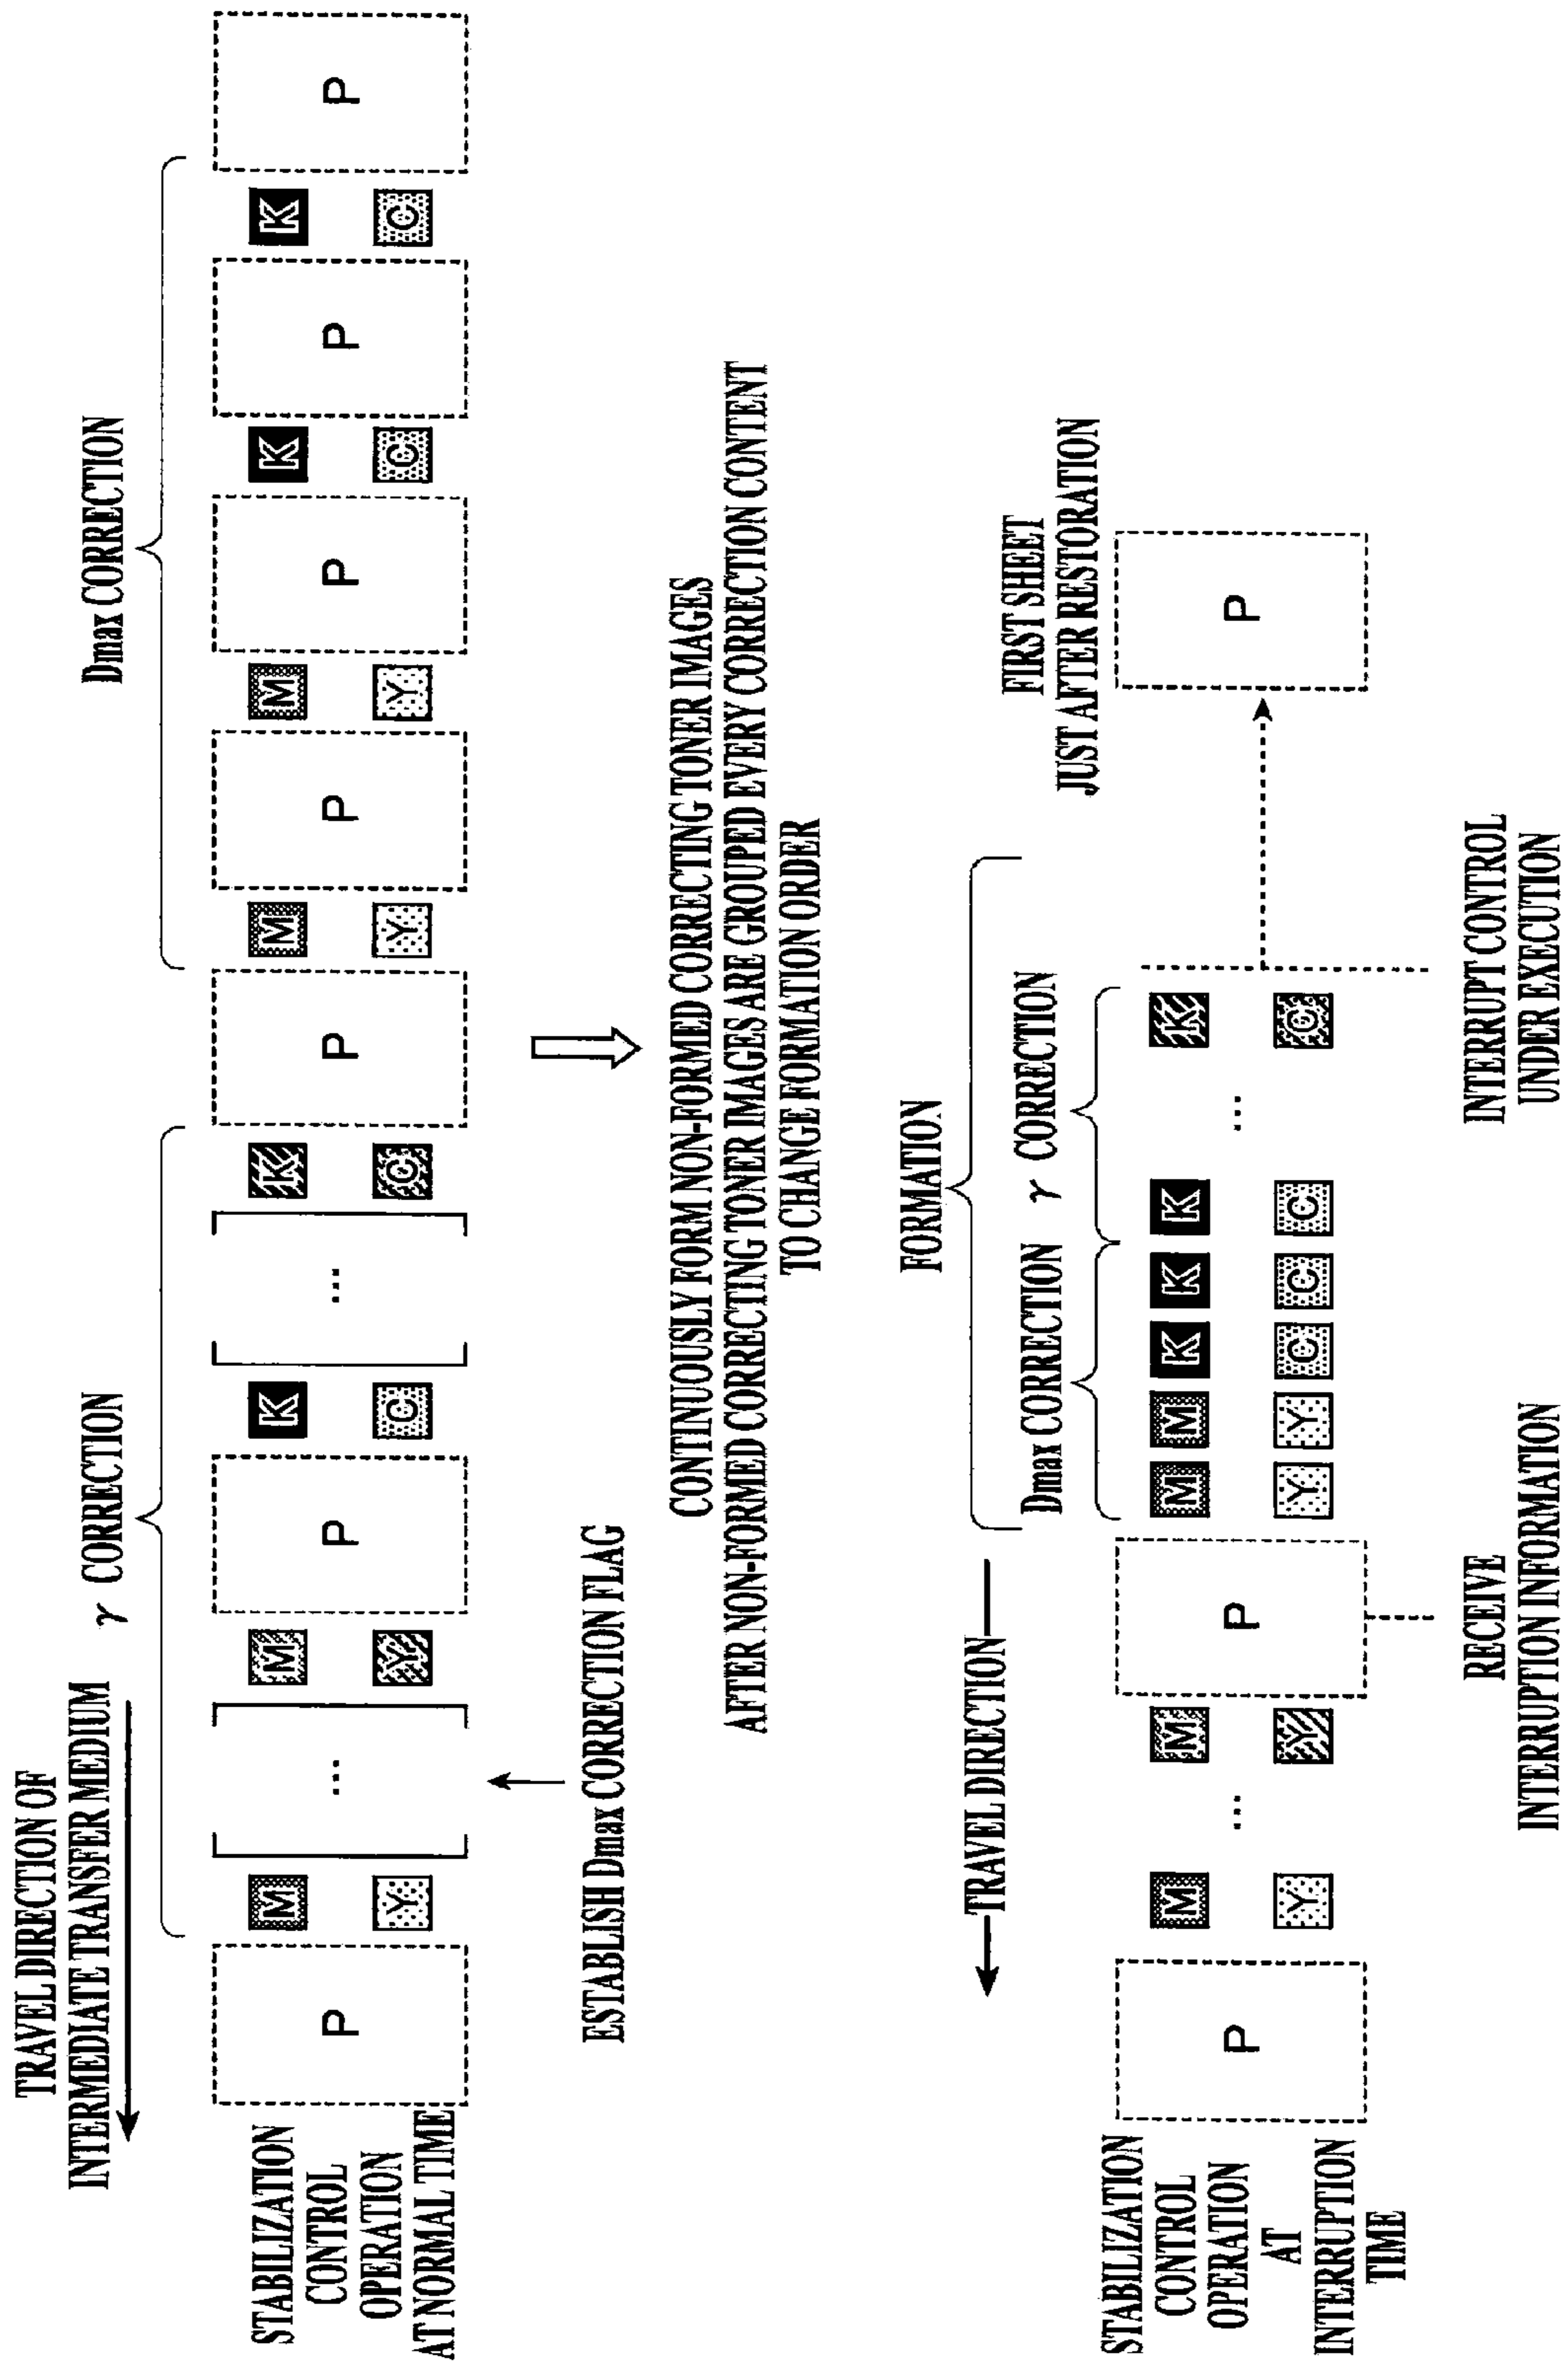 TRAVEL DIRECTION OF
INTERMEDIATE TRANSFER MEDIUM
γ CORRECTION
Dmax CORRECTION
STABILIZATION
CONTROL
OPERATION
AT NORMAL TIME
P
M
Y
...
M
Y
P
K
C
...
K
C
P
M
Y
P
M
Y
P
K
C
P
K
C
P
ESTABLISH Dmax CORRECTION FLAG
CONTINUOUSLY FORM NON-FORMED CORRECTING TONER IMAGES
AFTER NON-FORMED CORRECTING TONER IMAGES ARE GROUPED EVERY CORRECTION CONTENT
TO CHANGE FORMATION ORDER
TRAVEL DIRECTION
FORMATION
Dmax CORRECTION
γ CORRECTION
FIRST SHEET
JUST AFTER RESTORATION
STABILIZATION
CONTROL
OPERATION
AT
INTERRUPTION
TIME
P
M
Y
...
M
Y
P
M
Y
M
Y
K
C
K
C
K
C
...
K
C
P
RECEIVE
INTERRUPTION INFORMATION
INTERRUPT CONTROL
UNDER EXECUTION